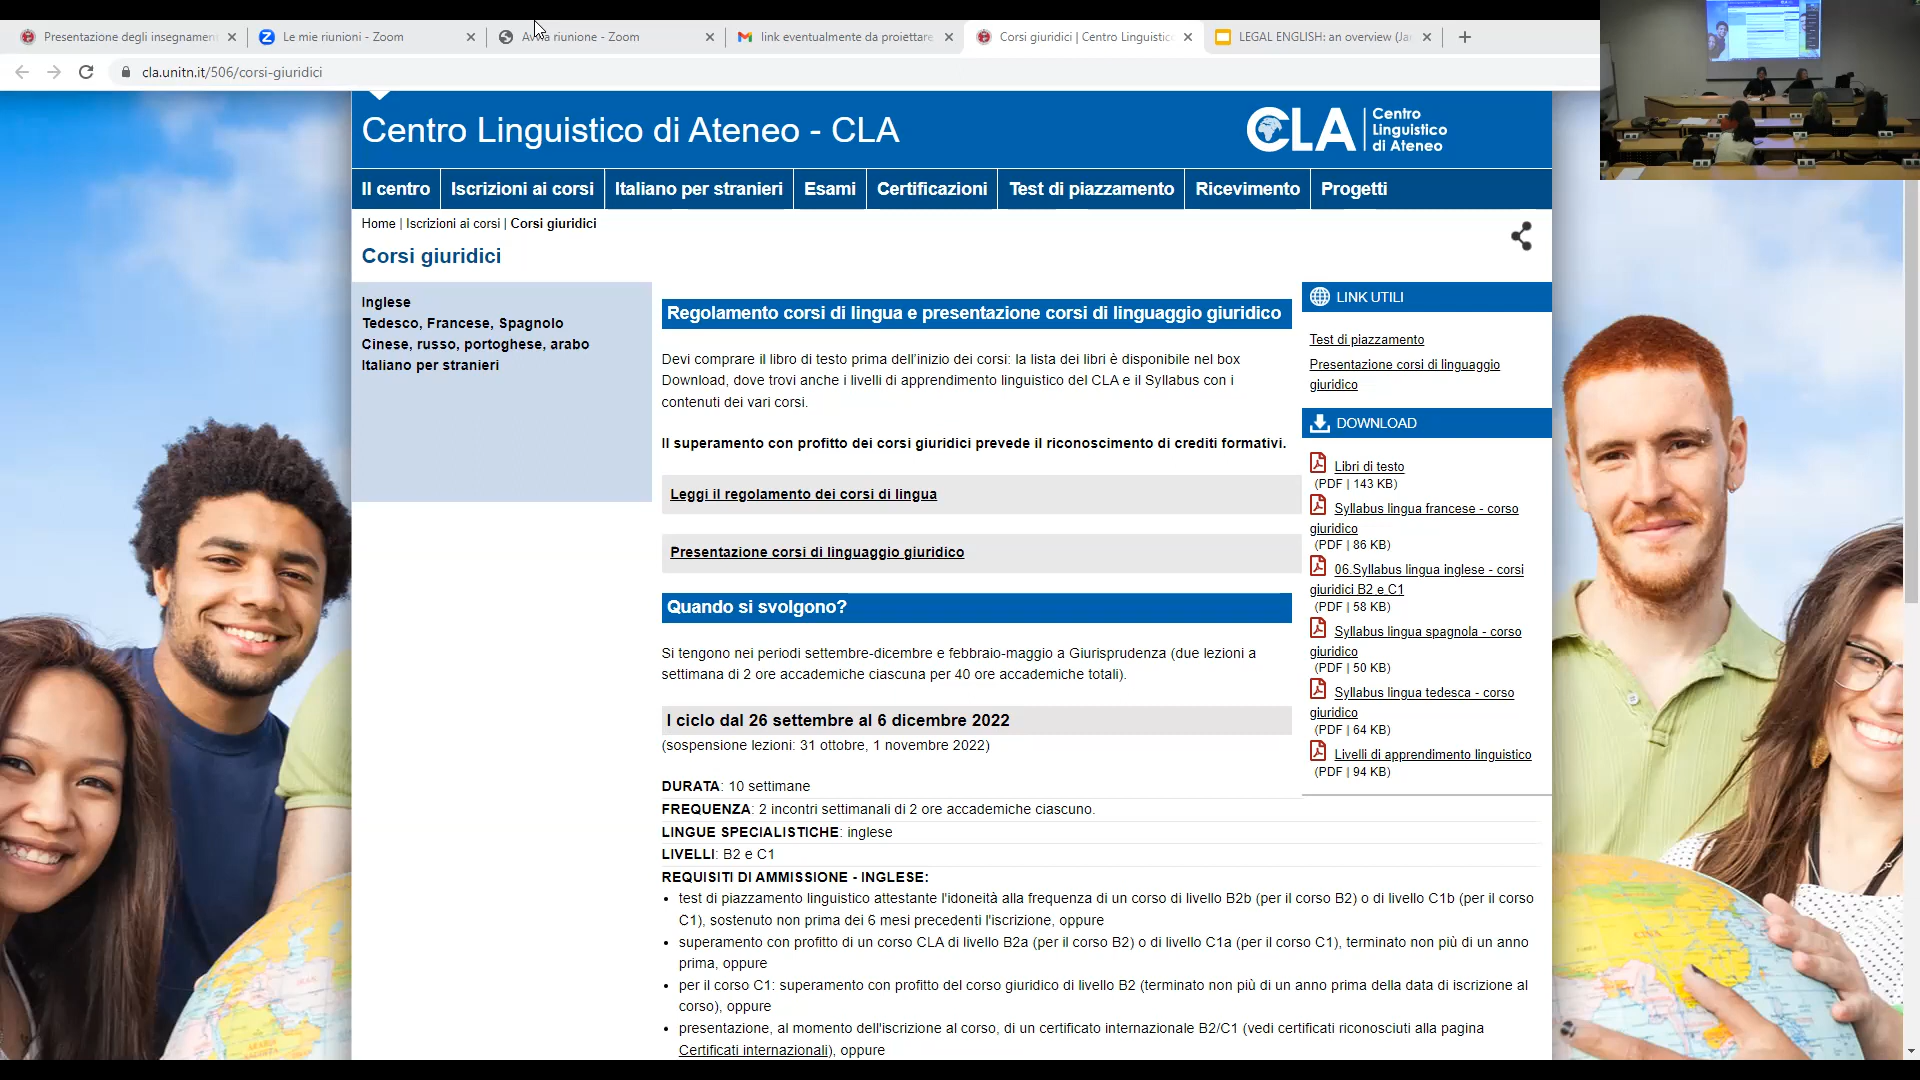 Presentazione degli insegnamen
Le mie riunioni - Zoom
riunione - Zoom
link eventualmente da proiettare
Corsi giuridici | Centro Linguistic
LEGAL ENGLISH: an overview (Ja
cla.unitn.it/506/corsi-giuridici
Centro Linguistico di Ateneo - CLA
CLA
Centro
Linguistico
di Ateneo
Il centro
Iscrizioni ai corsi
Italiano per stranieri
Esami
Certificazioni
Test di piazzamento
Ricevimento
Progetti
Home | Iscrizioni ai corsi | Corsi giuridici
Corsi giuridici
Inglese
Tedesco, Francese, Spagnolo
Cinese, russo, portoghese, arabo
Italiano per stranieri
Regolamento corsi di lingua e presentazione corsi di linguaggio giuridico
Devi comprare il libro di testo prima dell'inizio dei corsi: la lista dei libri è disponibile nel box
Download, dove trovi anche i livelli di apprendimento linguistico del CLA e il Syllabus con i
contenuti dei vari corsi.
Il superamento con profitto dei corsi giuridici prevede il riconoscimento di crediti formativi.
Leggi il regolamento dei corsi di lingua
Presentazione corsi di linguaggio giuridico
Quando si svolgono?
Si tengono nei periodi settembre-dicembre e febbraio-maggio a Giurisprudenza (due lezioni a
settimana di 2 ore accademiche ciascuna per 40 ore accademiche totali).
I ciclo dal 26 settembre al 6 dicembre 2022
(sospensione lezioni: 31 ottobre, 1 novembre 2022)
DURATA: 10 settimane
FREQUENZA: 2 incontri settimanali di 2 ore accademiche ciascuno.
LINGUE SPECIALISTICHE: inglese
LIVELLI: B2 e C1
REQUISITI DI AMMISSIONE - INGLESE:
• test di piazzamento linguistico attestante l'idoneità alla frequenza di un corso di livello B2b (per il corso B2) o di livello C1b (per il corso
C1), sostenuto non prima dei 6 mesi precedenti l'iscrizione, oppure
• superamento con profitto di un corso CLA di livello B2a (per il corso B2) o di livello C1a (per il corso C1), terminato non più di un anno
prima, oppure
• per il corso C1: superamento con profitto del corso giuridico di livello B2 (terminato non più di un anno prima della data di iscrizione al
corso), oppure
• presentazione, al momento dell'iscrizione al corso, di un certificato internazionale B2/C1 (vedi certificati riconosciuti alla pagina
Certificati internazionali), oppure
LINK UTILI
Test di piazzamento
Presentazione corsi di linguaggio
giuridico
DOWNLOAD
Libri di testo
(PDF | 143 KB)
Syllabus lingua francese - corso
giuridico
(PDF | 86 KB)
06.Syllabus lingua inglese - corsi
giuridici B2 e C1
(PDF | 58 KB)
Syllabus lingua spagnola - corso
giuridico
(PDF | 50 KB)
Syllabus lingua tedesca - corso
giuridico
(PDF | 64 KB)
Livelli di apprendimento linguistico
(PDF | 94 KB)